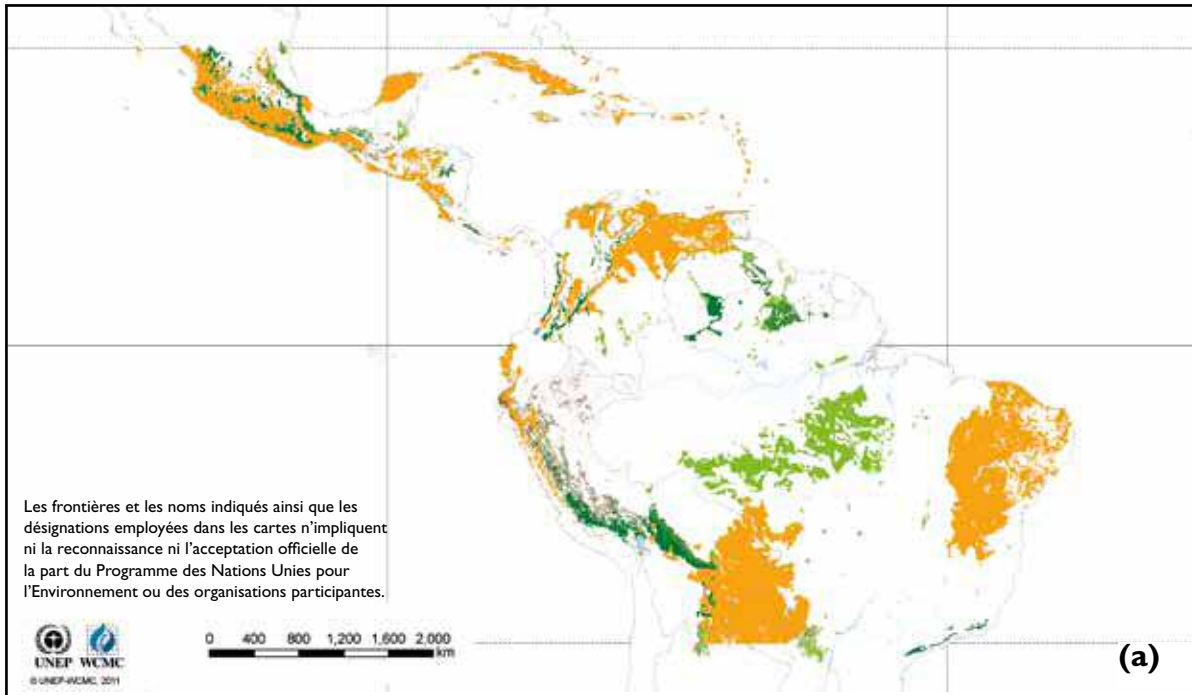 Les frontières et les noms indiqués ainsi que les
désignations employées dans les cartes n'impliquent
ni la reconnaissance ni l'acceptation officielle de
la part du Programme des Nations Unies pour
l'Environnement ou des organisations participantes.
UNEP WCMC
© UNEP-WCMC, 2011
0 400 800 1,200 1,600 2,000
km
(a)